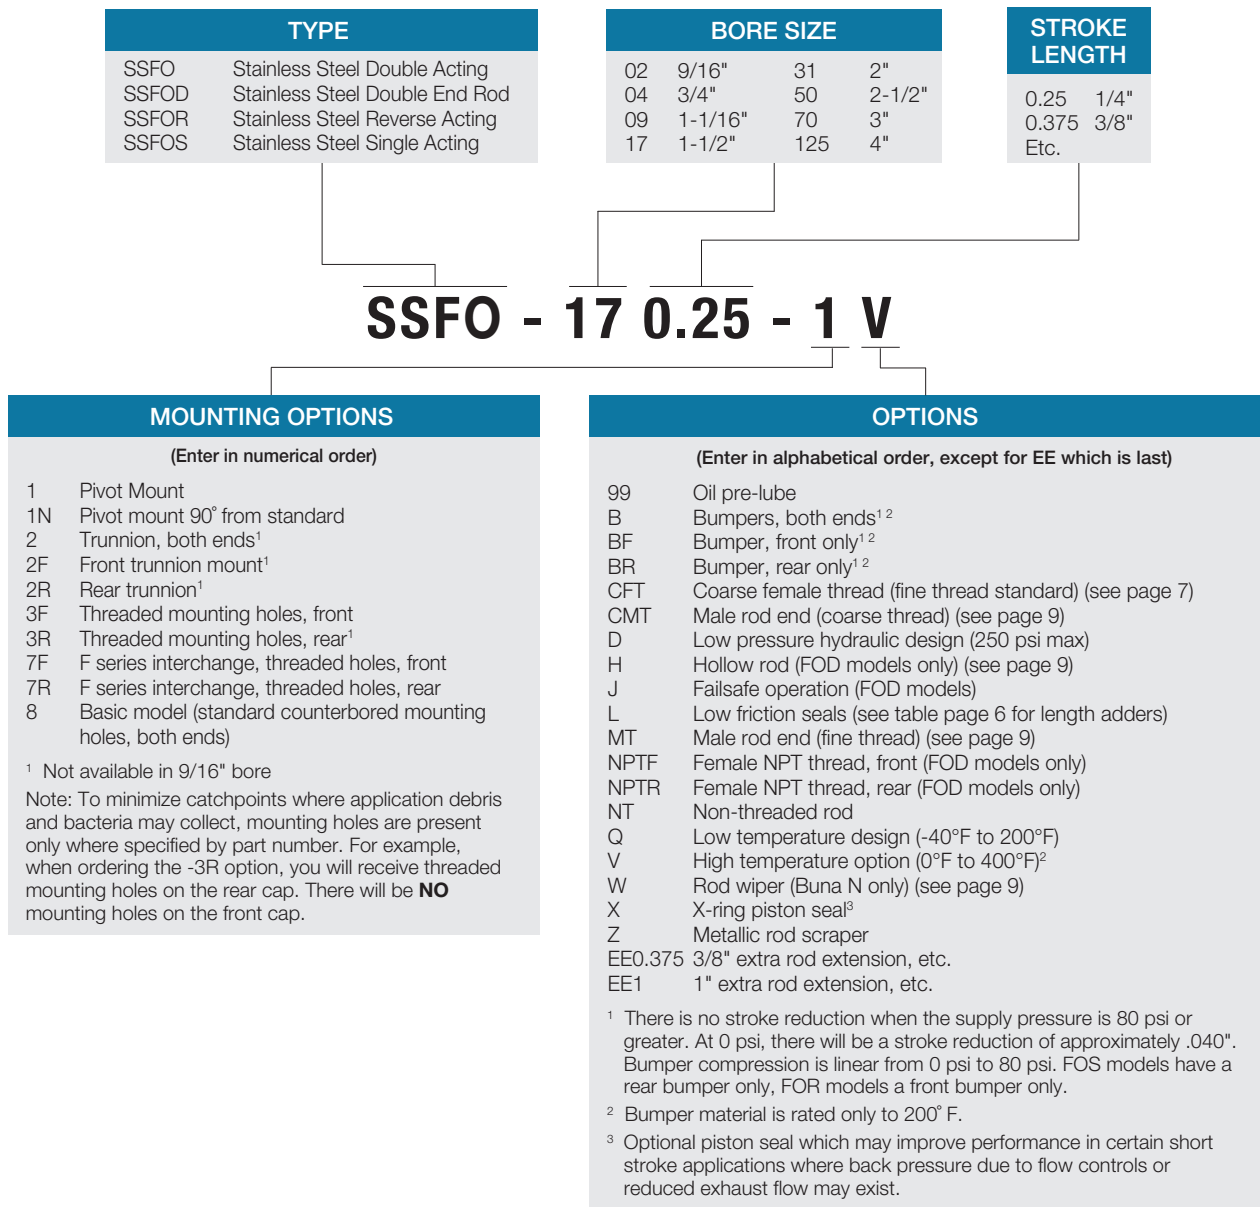 TYPE
SSFO Stainless Steel Double Acting
SSFOD Stainless Steel Double End Rod
SSFOR Stainless Steel Reverse Acting
SSFOS Stainless Steel Single Acting
BORE SIZE
02 9/16" 31 2"
04 3/4" 50 2-1/2"
09 1-1/16" 70 3"
17 1-1/2" 125 4"
STROKE
LENGTH
0.25 1/4"
0.375 3/8"
Etc.
SSFO - 17 0.25 - 1 V
MOUNTING OPTIONS
(Enter in numerical order)
1 Pivot Mount
1N Pivot mount 90˚ from standard
2 Trunnion, both ends¹
2F Front trunnion mount¹
2R Rear trunnion¹
3F Threaded mounting holes, front
3R Threaded mounting holes, rear¹
7F F series interchange, threaded holes, front
7R F series interchange, threaded holes, rear
8 Basic model (standard counterbored mounting
holes, both ends)
¹ Not available in 9/16" bore
Note: To minimize catchpoints where application debris
and bacteria may collect, mounting holes are present
only where specified by part number. For example,
when ordering the -3R option, you will receive threaded
mounting holes on the rear cap. There will be NO
mounting holes on the front cap.
OPTIONS
(Enter in alphabetical order, except for EE which is last)
99 Oil pre-lube
B Bumpers, both ends¹ ²
BF Bumper, front only¹ ²
BR Bumper, rear only¹ ²
CFT Coarse female thread (fine thread standard) (see page 7)
CMT Male rod end (coarse thread) (see page 9)
D Low pressure hydraulic design (250 psi max)
H Hollow rod (FOD models only) (see page 9)
J Failsafe operation (FOD models)
L Low friction seals (see table page 6 for length adders)
MT Male rod end (fine thread) (see page 9)
NPTF Female NPT thread, front (FOD models only)
NPTR Female NPT thread, rear (FOD models only)
NT Non-threaded rod
Q Low temperature design (-40°F to 200°F)
V High temperature option (0°F to 400°F)²
W Rod wiper (Buna N only) (see page 9)
X X-ring piston seal³
Z Metallic rod scraper
EE0.375 3/8" extra rod extension, etc.
EE1 1" extra rod extension, etc.
¹ There is no stroke reduction when the supply pressure is 80 psi or
greater. At 0 psi, there will be a stroke reduction of approximately .040".
Bumper compression is linear from 0 psi to 80 psi. FOS models have a
rear bumper only, FOR models a front bumper only.
² Bumper material is rated only to 200˚ F.
³ Optional piston seal which may improve performance in certain short
stroke applications where back pressure due to flow controls or
reduced exhaust flow may exist.